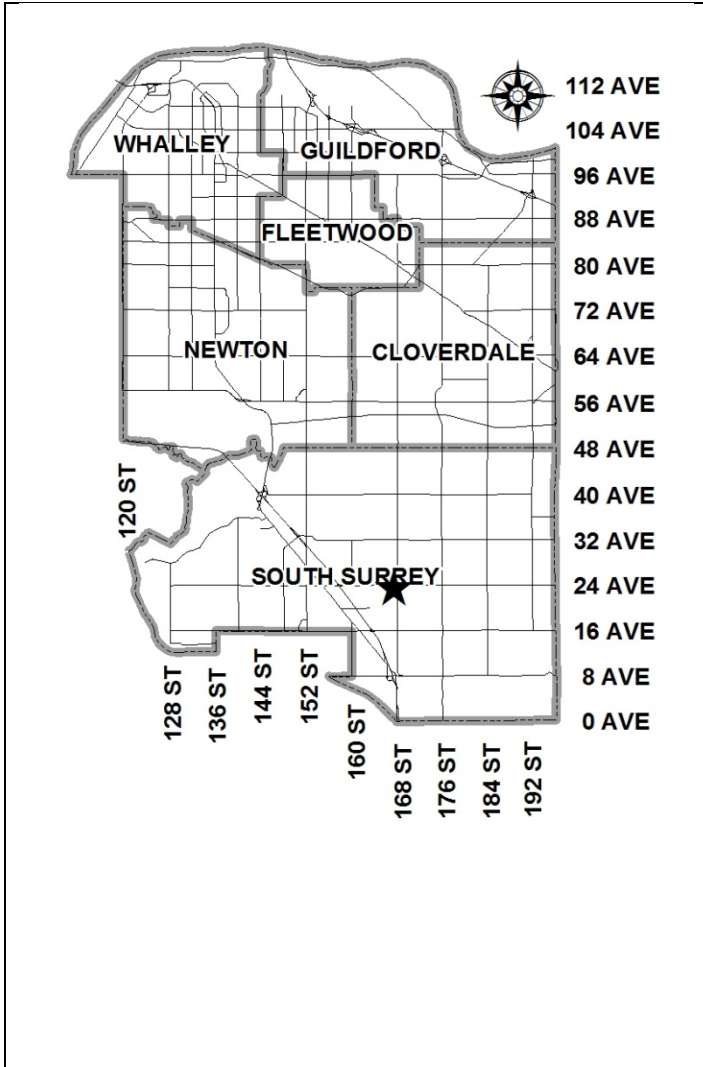 112 AVE
104 AVE
WHALLEY
GUILDFORD
96 AVE
88 AVE
FLEETWOOD
80 AVE
72 AVE
NEWTON
CLOVERDALE
64 AVE
56 AVE
48 AVE
120 ST
40 AVE
32 AVE
SOUTH SURREY
24 AVE
16 AVE
8 AVE
0 AVE
128 ST
136 ST
144 ST
152 ST
160 ST
168 ST
176 ST
184 ST
192 ST